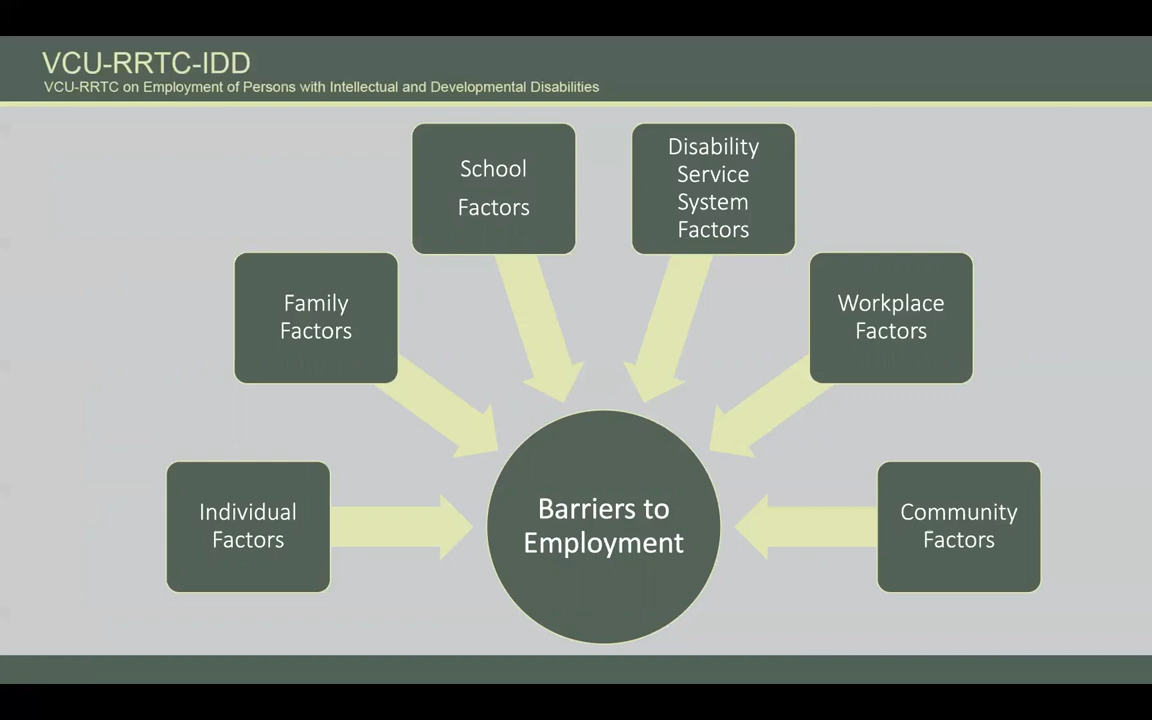 VCU-RRTC-IDD
VCU-RRTC on Employment of Persons with Intellectual and Developmental Disabilities
School
Factors
Disability
Service
System
Factors
Family
Factors
Workplace
Factors
Individual
Factors
Barriers to
Employment
Community
Factors